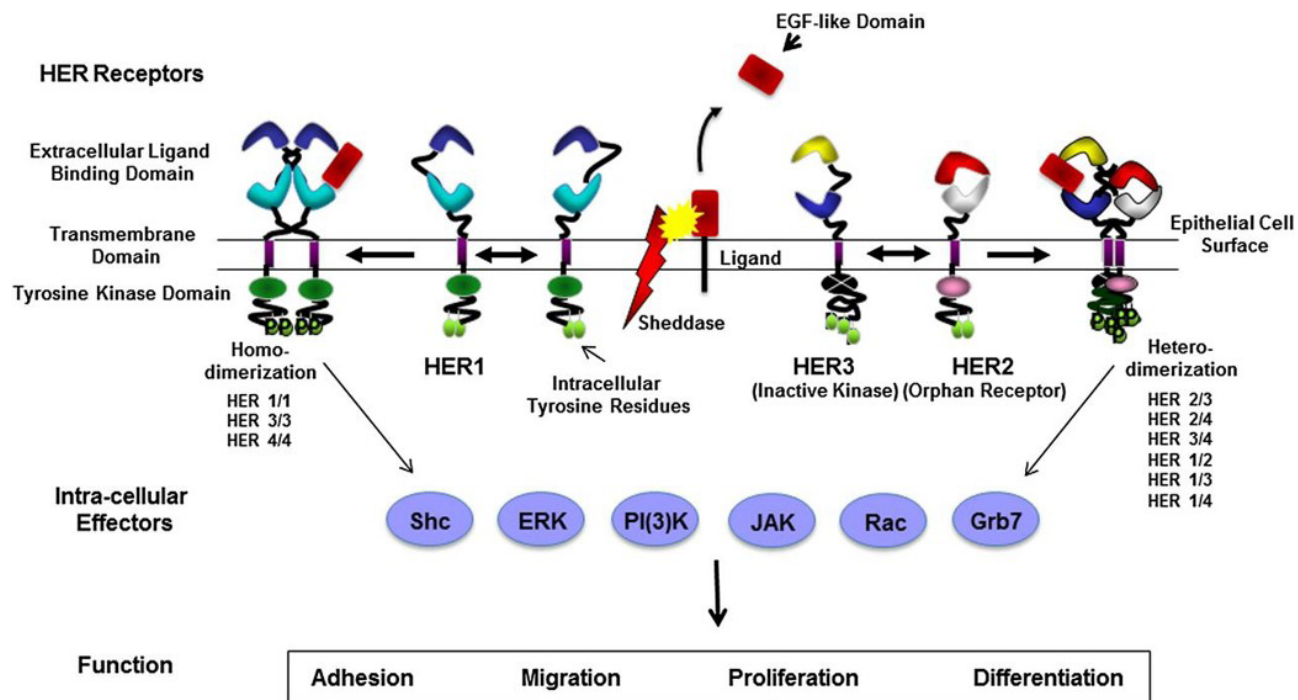 EGF-like Domain
HER Receptors
Extracellular Ligand
Binding Domain
Transmembrane
Domain
Tyrosine Kinase Domain
Epithelial Cell
Surface
Ligand
Sheddase
HER1
Intracellular
Tyrosine Residues
HER3
(Inactive Kinase)
HER2
(Orphan Receptor)
PP PP
Homo-
dimerization
HER 1/1
HER 3/3
HER 4/4
Hetero-
dimerization
HER 2/3
HER 2/4
HER 3/4
HER 1/2
HER 1/3
HER 1/4
Intra-cellular
Effectors
Shc
ERK
PI(3)K
JAK
Rac
Grb7
Function
Adhesion
Migration
Proliferation
Differentiation